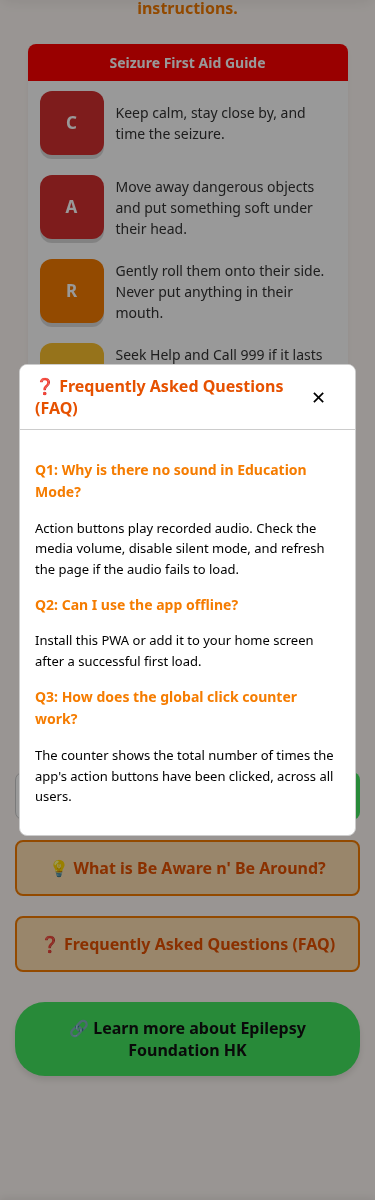 instructions.
Seizure First Aid Guide
C
Keep calm, stay close by, and
time the seizure.
A
Move away dangerous objects
and put something soft under
their head.
R
Gently roll them onto their side.
Never put anything in their
mouth.
Seek Help and Call 999 if it lasts
❓ Frequently Asked Questions
(FAQ)
✕
Q1: Why is there no sound in Education
Mode?
Action buttons play recorded audio. Check the
media volume, disable silent mode, and refresh
the page if the audio fails to load.
Q2: Can I use the app offline?
Install this PWA or add it to your home screen
after a successful first load.
Q3: How does the global click counter
work?
The counter shows the total number of times the
app's action buttons have been clicked, across all
users.
💡 What is Be Aware n' Be Around?
❓ Frequently Asked Questions (FAQ)
🔗 Learn more about Epilepsy
Foundation HK